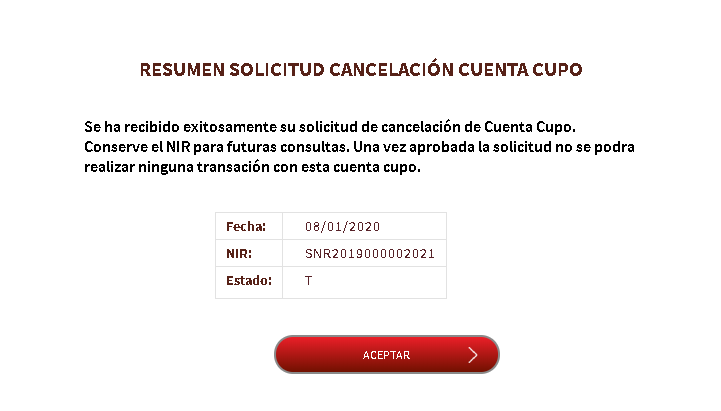 RESUMEN SOLICITUD CANCELACIÓN CUENTA CUPO
Se ha recibido exitosamente su solicitud de cancelación de Cuenta Cupo.
Conserve el NIR para futuras consultas. Una vez aprobada la solicitud no se podra
realizar ninguna transación con esta cuenta cupo.
Fecha: 08/01/2020
NIR: SNR2019000002021
Estado: T
ACEPTAR